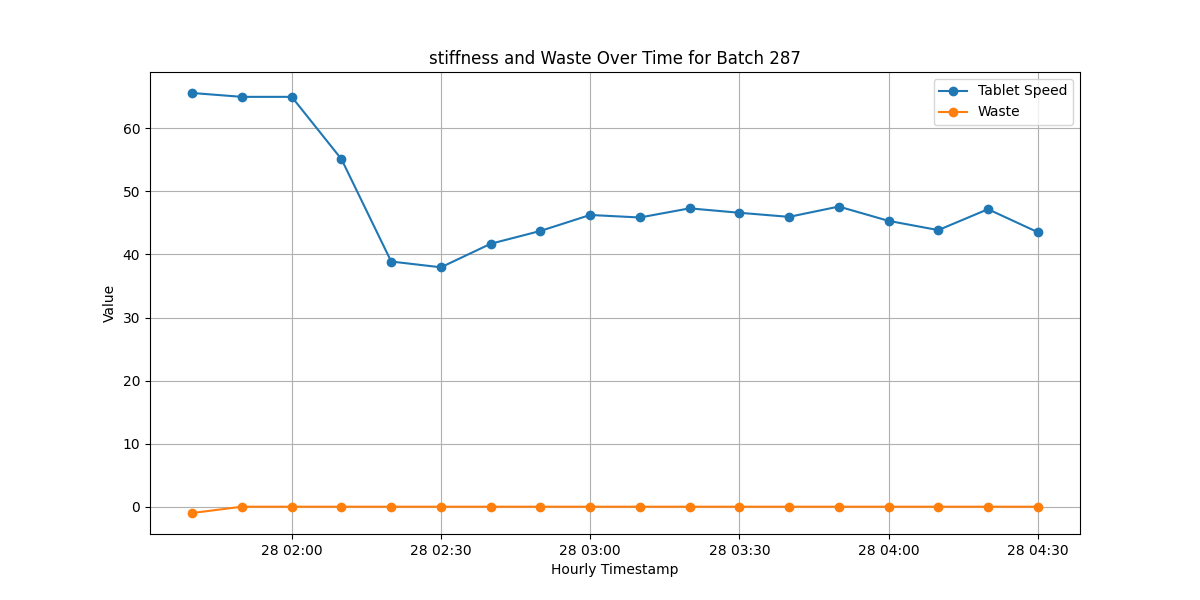 stiffness and Waste Over Time for Batch 287
Tablet Speed
Waste
Value
60
50
40
30
20
10
0
28 02:00 28 02:30 28 03:00 28 03:30 28 04:00 28 04:30
Hourly Timestamp